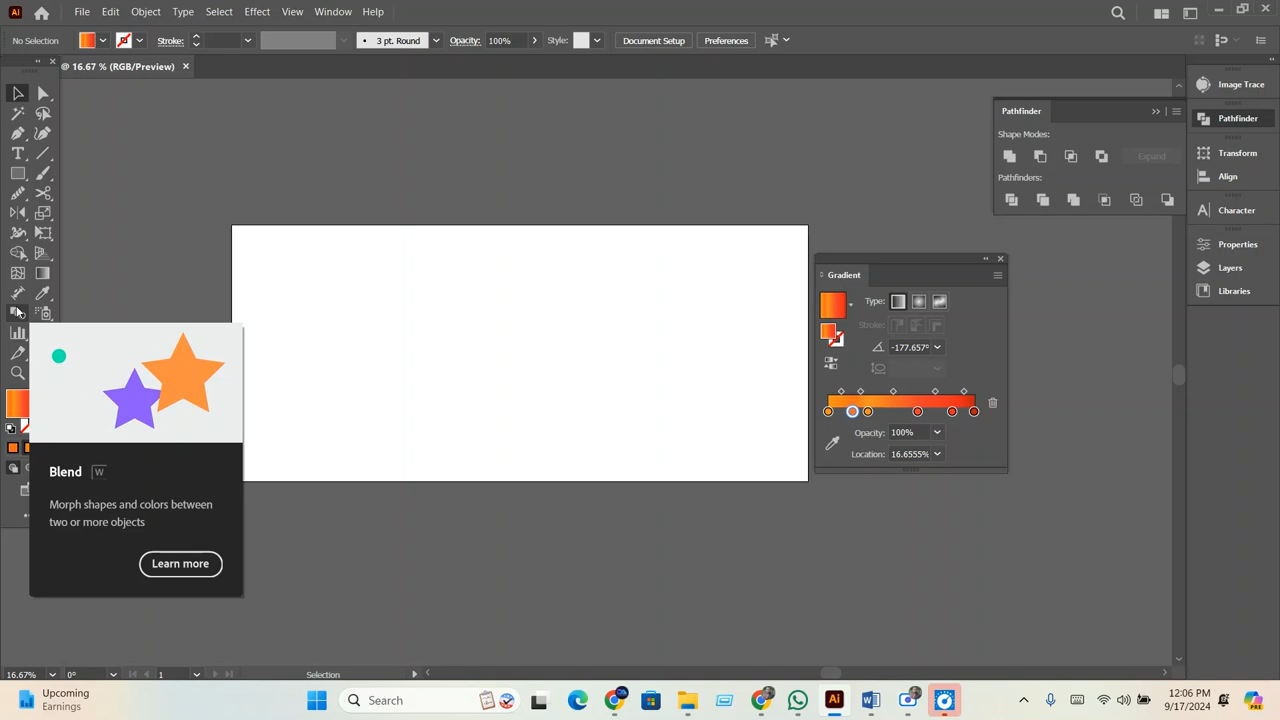 Ai File Edit Object Type Select Effect View Window Help
No Selection Stroke: 3 pt. Round Opacity: 100% Style: Document Setup Preferences
@ 16.67 % (RGB/Preview) ×
Image Trace
Pathfinder
Shape Modes:
Expand
Pathfinders:
Pathfinder
Transform
Align
Character
Properties
Layers
Libraries
Gradient
Type:
Stroke:
-177.657°
Opacity: 100%
Location: 16.6555%
T
Blend W
Morph shapes and colors between
two or more objects
Learn more
16.67% 0° 1 Selection
Upcoming
Earnings
Search
Ai
W
12:06 PM
9/17/2024
PRE